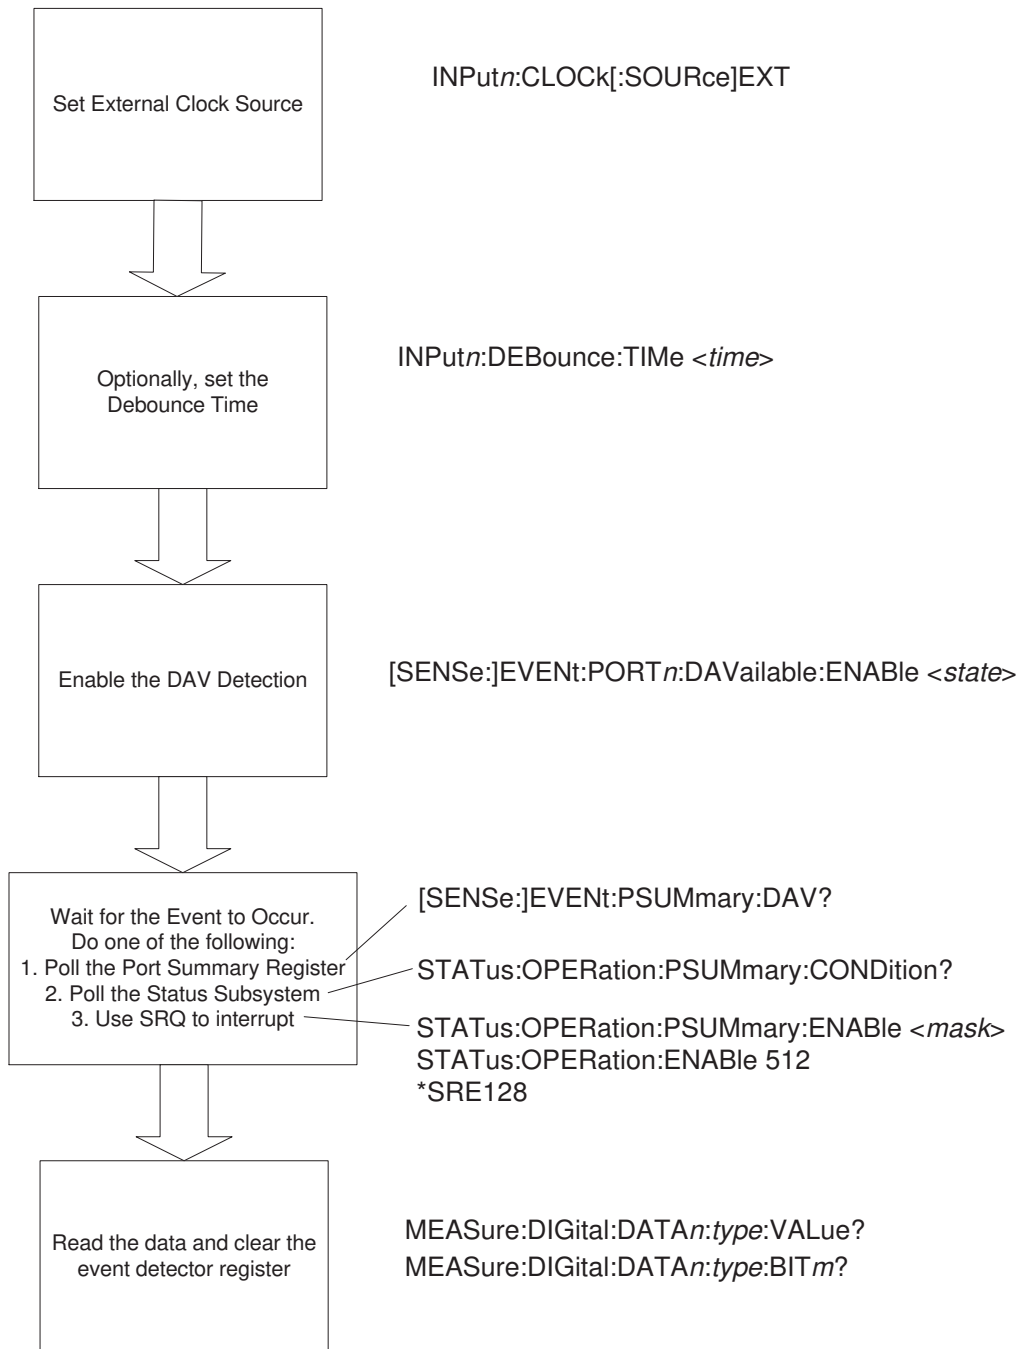 Set External Clock Source
INPutn:CLOCk[:SOURce]EXT
Optionally, set the
Debounce Time
INPutn:DEBounce:TIMe <time>
Enable the DAV Detection
[SENSe:]EVENt:PORTn:DAVailable:ENABle <state>
Wait for the Event to Occur.
Do one of the following:
1. Poll the Port Summary Register
2. Poll the Status Subsystem
3. Use SRQ to interrupt
[SENSe:]EVENt:PSUMmary:DAV?
STATus:OPERation:PSUMmary:CONDition?
STATus:OPERation:PSUMmary:ENABle <mask>
STATus:OPERation:ENABle 512
*SRE128
Read the data and clear the
event detector register
MEASure:DIGital:DATAn:type:VALue?
MEASure:DIGital:DATAn:type:BITm?